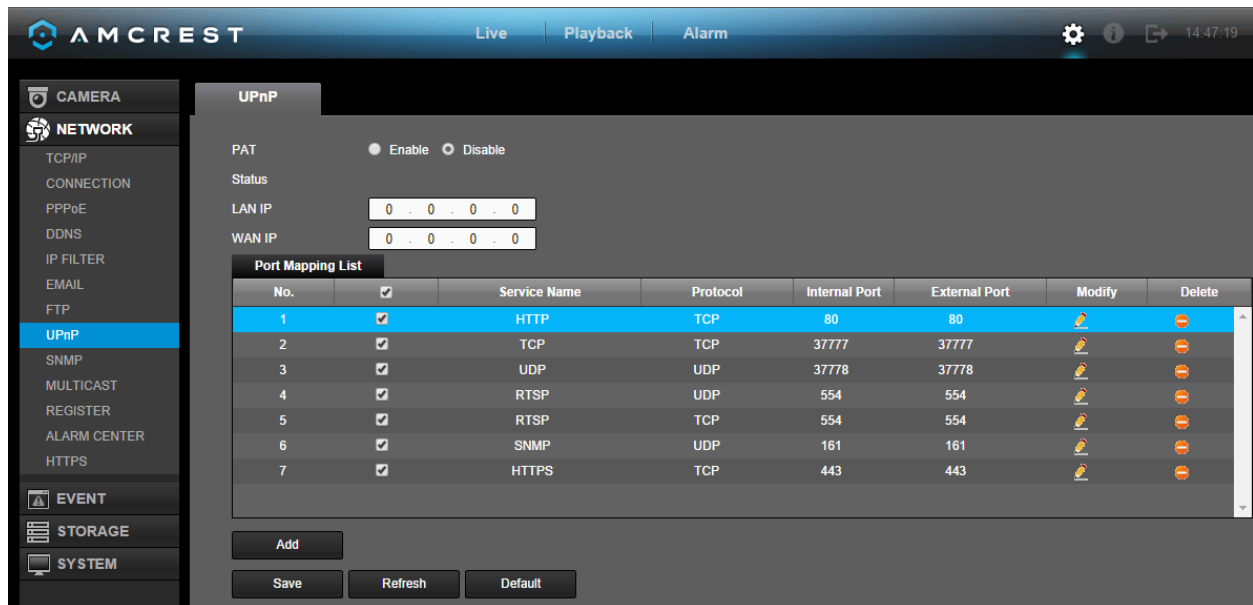 AMCREST Live Playback Alarm 14:47:19
CAMERA
NETWORK
TCP/IP
CONNECTION
PPPoE
DDNS
IP FILTER
EMAIL
FTP
UPnP
SNMP
MULTICAST
REGISTER
ALARM CENTER
HTTPS
EVENT
STORAGE
SYSTEM
UPnP
PAT Enable Disable
Status
LAN IP 0 . 0 . 0 . 0
WAN IP 0 . 0 . 0 . 0
Port Mapping List
No. Service Name Protocol Internal Port External Port Modify Delete
1 HTTP TCP 80 80
2 TCP TCP 37777 37777
3 UDP UDP 37778 37778
4 RTSP UDP 554 554
5 RTSP TCP 554 554
6 SNMP UDP 161 161
7 HTTPS TCP 443 443
Add
Save Refresh Default